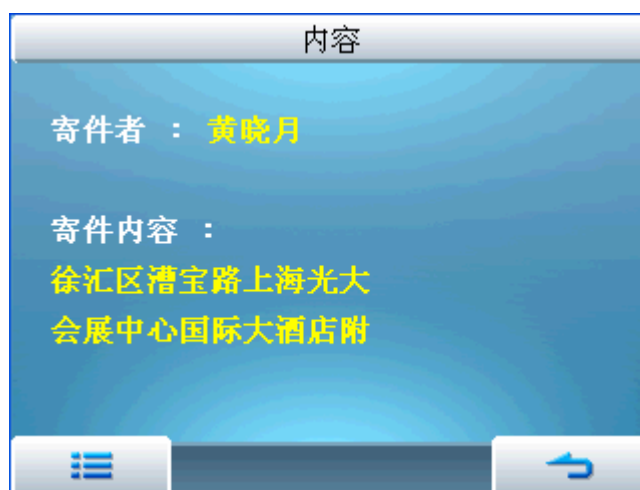 内容
寄件者 : 黄晓月
寄件内容 :
徐汇区漕宝路上海光大
会展中心国际大酒店附